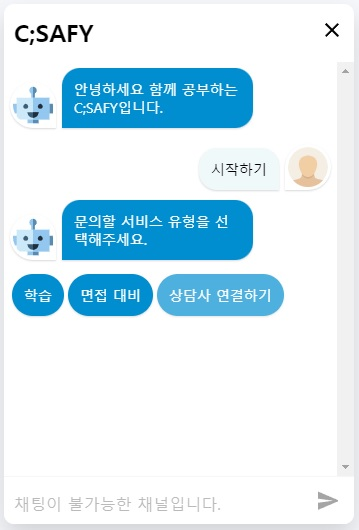 C;SAFY
안녕하세요 함께 공부하는
C;SAFY입니다.
시작하기
문의할 서비스 유형을 선
택해주세요.
학습 면접 대비 상담사 연결하기
채팅이 불가능한 채널입니다.